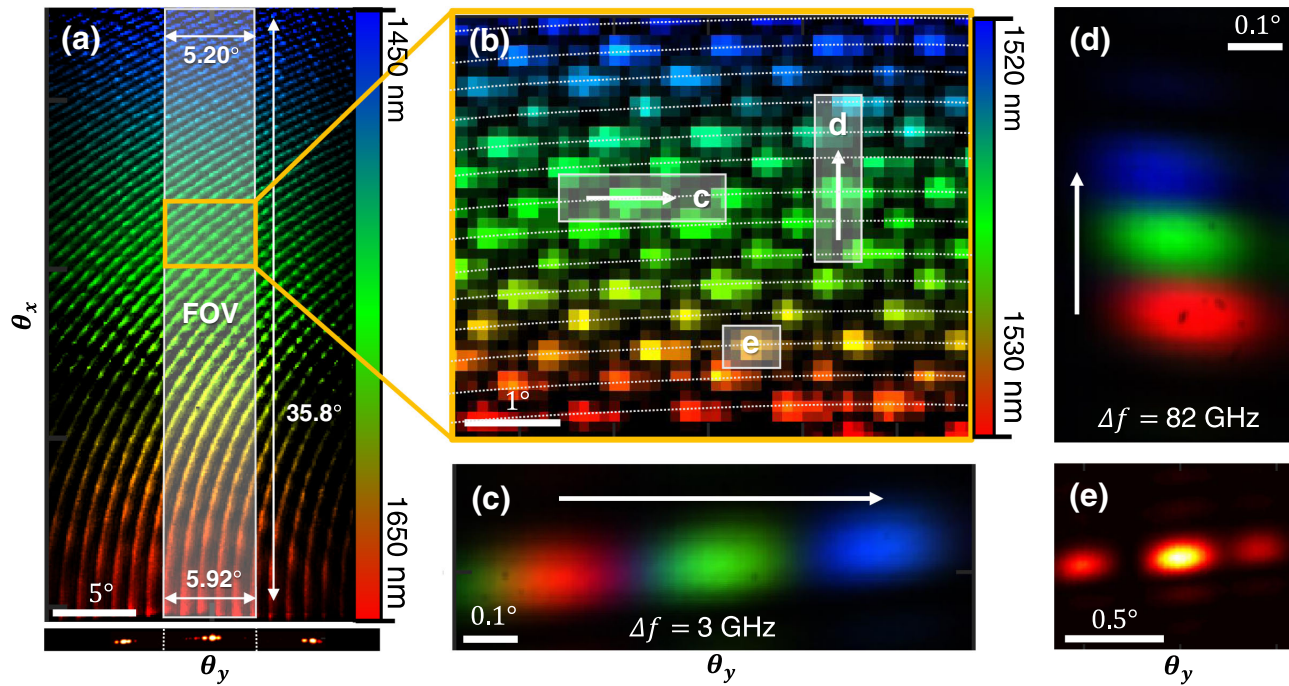 (a)
5.20°
1450 nm
FOV
35.8°
5.92°
5°
1650 nm
θx
θy
(b)
1520 nm
d
c
e
1°
1530 nm
(c)
0.1°
Δf = 3 GHz
θy
(d)
0.1°
Δf = 82 GHz
(e)
0.5°
θy